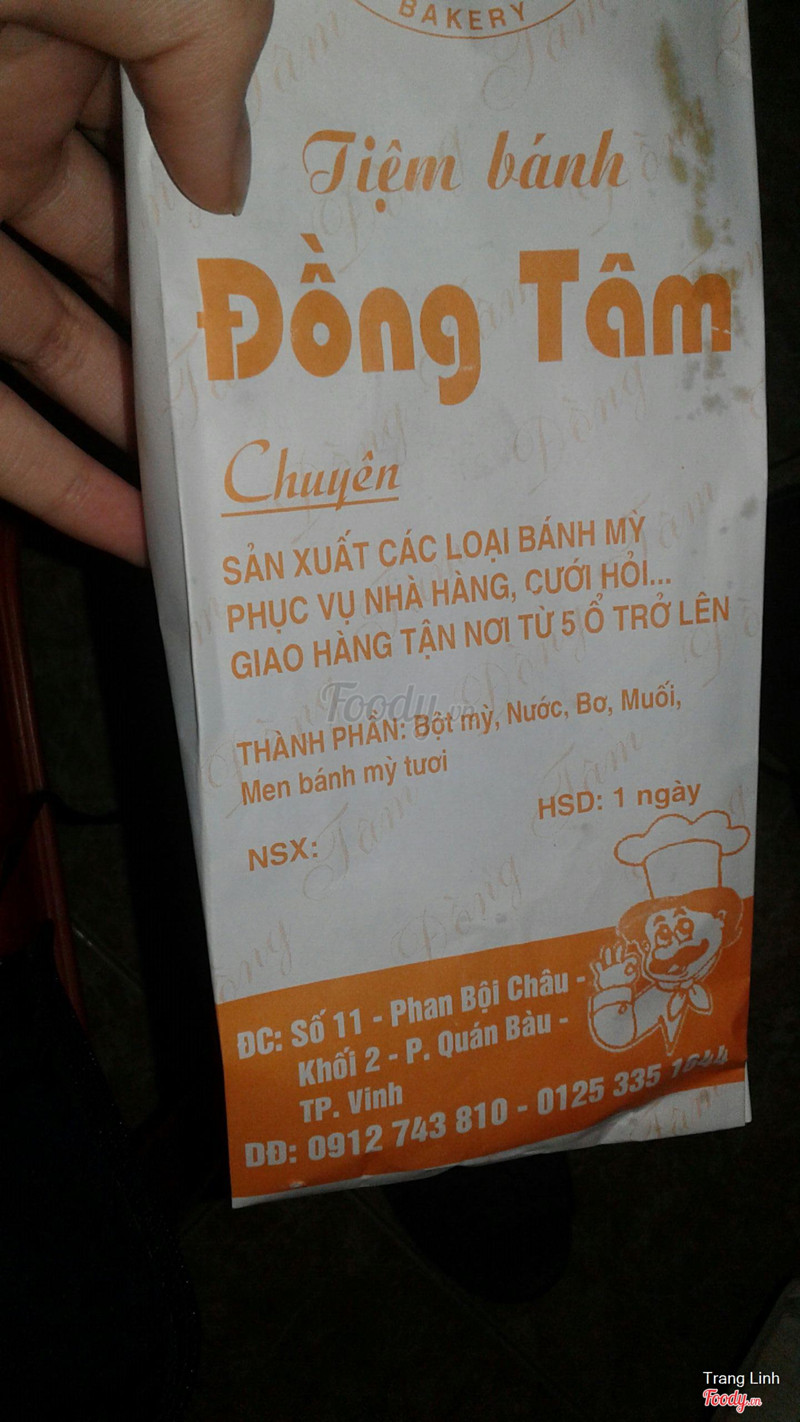 BAKERY
Tiệm bánh
Đồng Tâm
Chuyên
SẢN XUẤT CÁC LOẠI BÁNH MỲ
PHỤC VỤ NHÀ HÀNG, CƯỚI HỎI...
GIAO HÀNG TẬN NƠI TỪ 5 Ổ TRỞ LÊN
Foody.vn
THÀNH PHẦN: Bột mỳ, Nước, Bơ, Muối,
Men bánh mỳ tươi
HSD: 1 ngày
NSX:
ĐC: Số 11 - Phan Bội Châu -
Khối 2 - P. Quán Bàu -
TP. Vinh
DĐ: 0912 743 810 - 0125 335
Trang Linh
Foody.vn